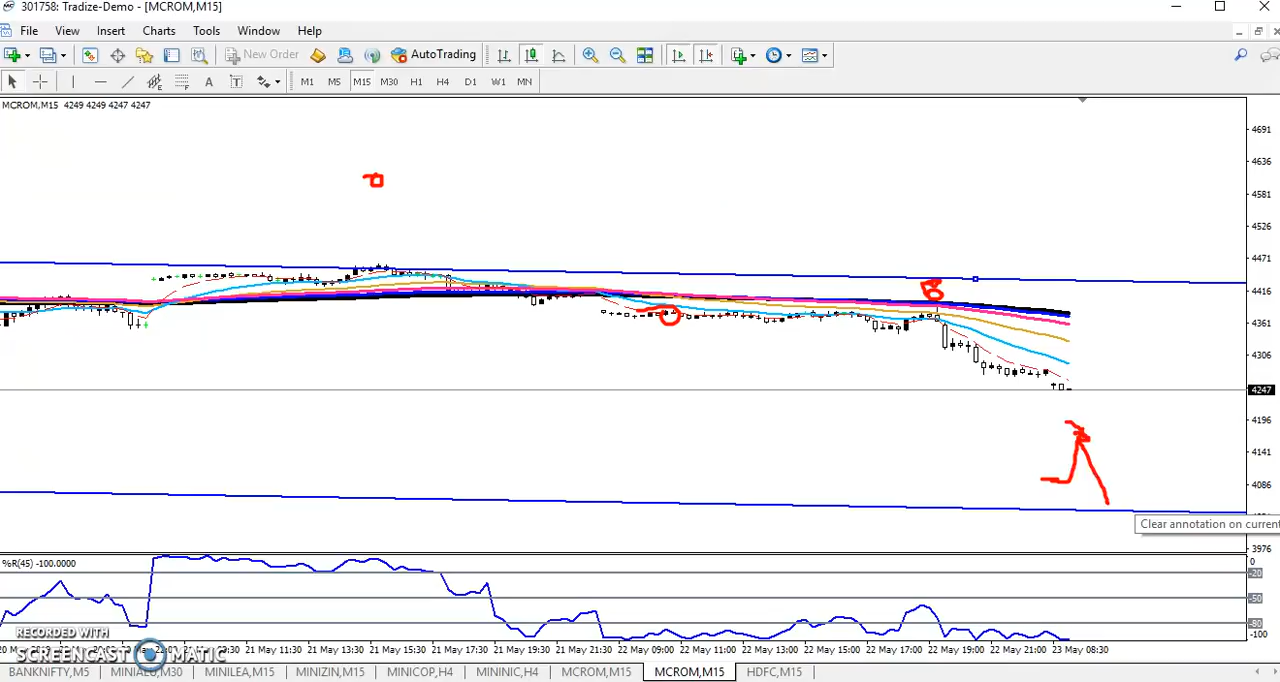 301758: Tradize-Demo - [MCROM,M15]
File View Insert Charts Tools Window Help
New Order AutoTrading
A T M1 M5 M15 M30 H1 H4 D1 W1 MN
MCROM,M15 4249 4249 4247 4247
4691
4636
4581
4526
4471
4416
4361
4306
4247
4196
4141
4086
Clear annotation on current
3976
%R(45) -100.0000
0
-20
-50
-80
-100
RECORDED WITH
SCREENCAST MATIC
21 May 11:30 21 May 13:30 21 May 15:30 21 May 17:30 21 May 19:30 21 May 21:30 22 May 09:00 22 May 11:00 22 May 13:00 22 May 15:00 22 May 17:00 22 May 19:00 22 May 21:00 23 May 08:30
BANKNIFTY,M5 MINIALU,M30 MINILEA,M15 MINIZIN,M15 MINICOP,H4 MININIC,H4 MCROM,M15 MCROM,M15 HDFC,M15